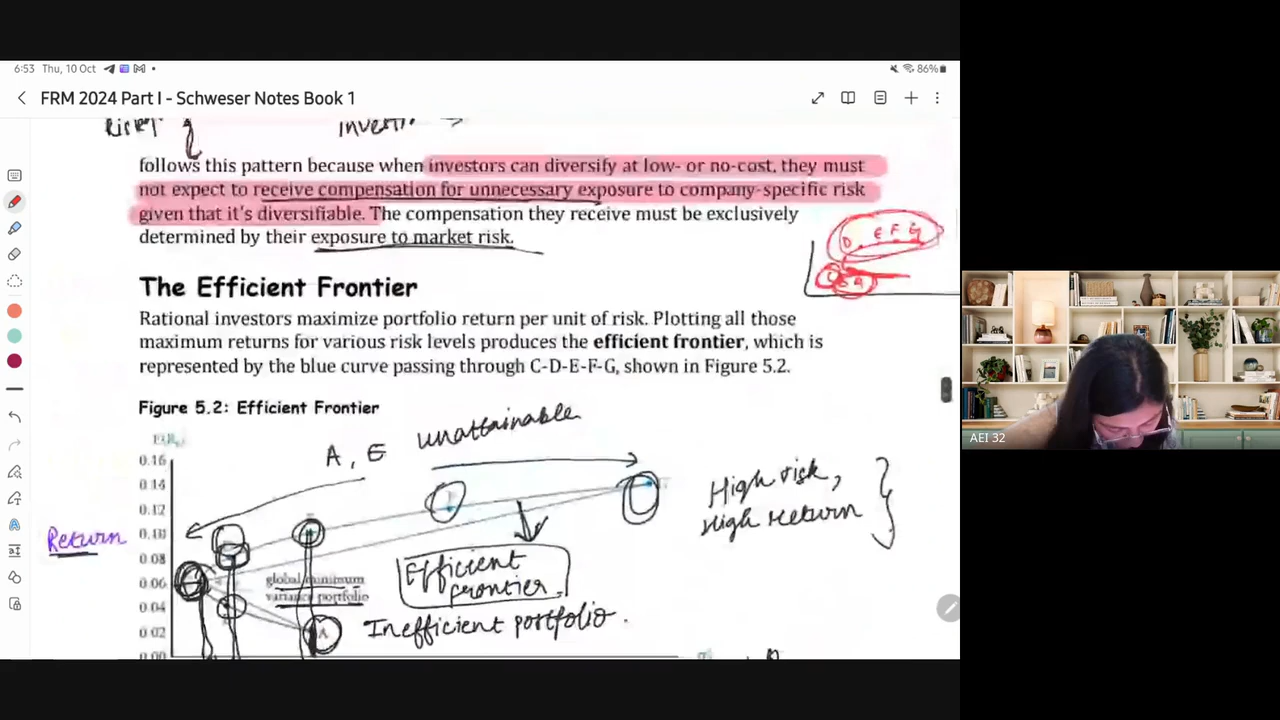 6:53 Thu, 10 Oct
86%
FRM 2024 Part I - Schweser Notes Book 1
follows this pattern because when investors can diversify at low- or no-cost, they must
not expect to receive compensation for unnecessary exposure to company-specific risk
given that it's diversifiable. The compensation they receive must be exclusively
determined by their exposure to market risk.
D E F G
The Efficient Frontier
Rational investors maximize portfolio return per unit of risk. Plotting all those
maximum returns for various risk levels produces the efficient frontier, which is
represented by the blue curve passing through C-D-E-F-G, shown in Figure 5.2.
Figure 5.2: Efficient Frontier
A, E unattainable
0.16
0.14
0.12
0.10
0.08
0.06
0.04
0.02
0.00
High risk,
High return
Return
Efficient
frontier
global minimum
variance portfolio
A
Inefficient portfolio.
AEI 32